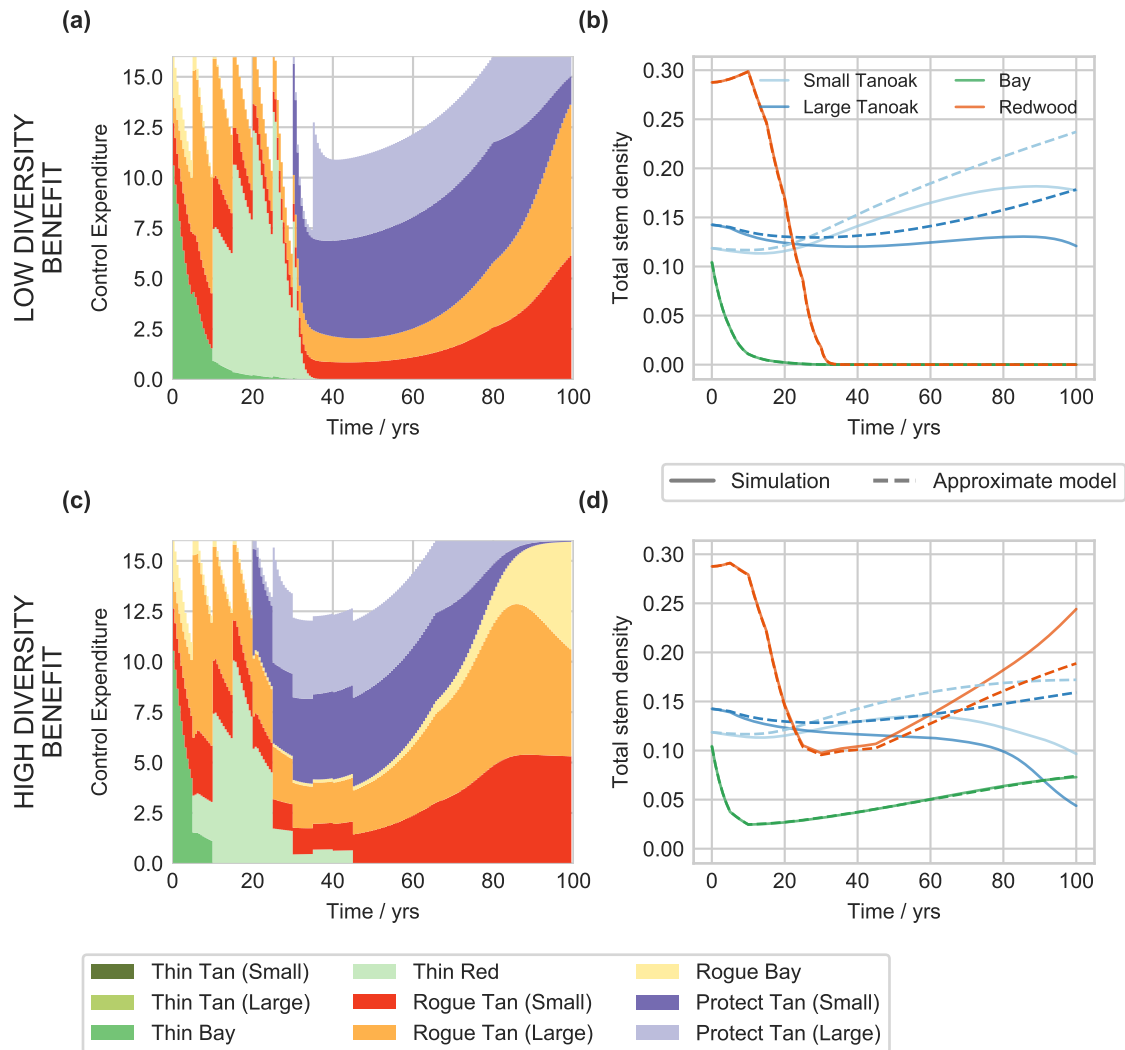 (a)
(b)
LOW DIVERSITY
BENEFIT
Control Expenditure
15.0
12.5
10.0
7.5
5.0
2.5
0.0
0 20 40 60 80 100
Time / yrs
Total stem density
0.30
0.25
0.20
0.15
0.10
0.05
0.00
Small Tanoak
Large Tanoak
Bay
Redwood
0 20 40 60 80 100
Time / yrs
Simulation
Approximate model
(c)
(d)
HIGH DIVERSITY
BENEFIT
Control Expenditure
15.0
12.5
10.0
7.5
5.0
2.5
0.0
0 20 40 60 80 100
Time / yrs
Total stem density
0.30
0.25
0.20
0.15
0.10
0.05
0.00
0 20 40 60 80 100
Time / yrs
Thin Tan (Small)
Thin Tan (Large)
Thin Bay
Thin Red
Rogue Tan (Small)
Rogue Tan (Large)
Rogue Bay
Protect Tan (Small)
Protect Tan (Large)